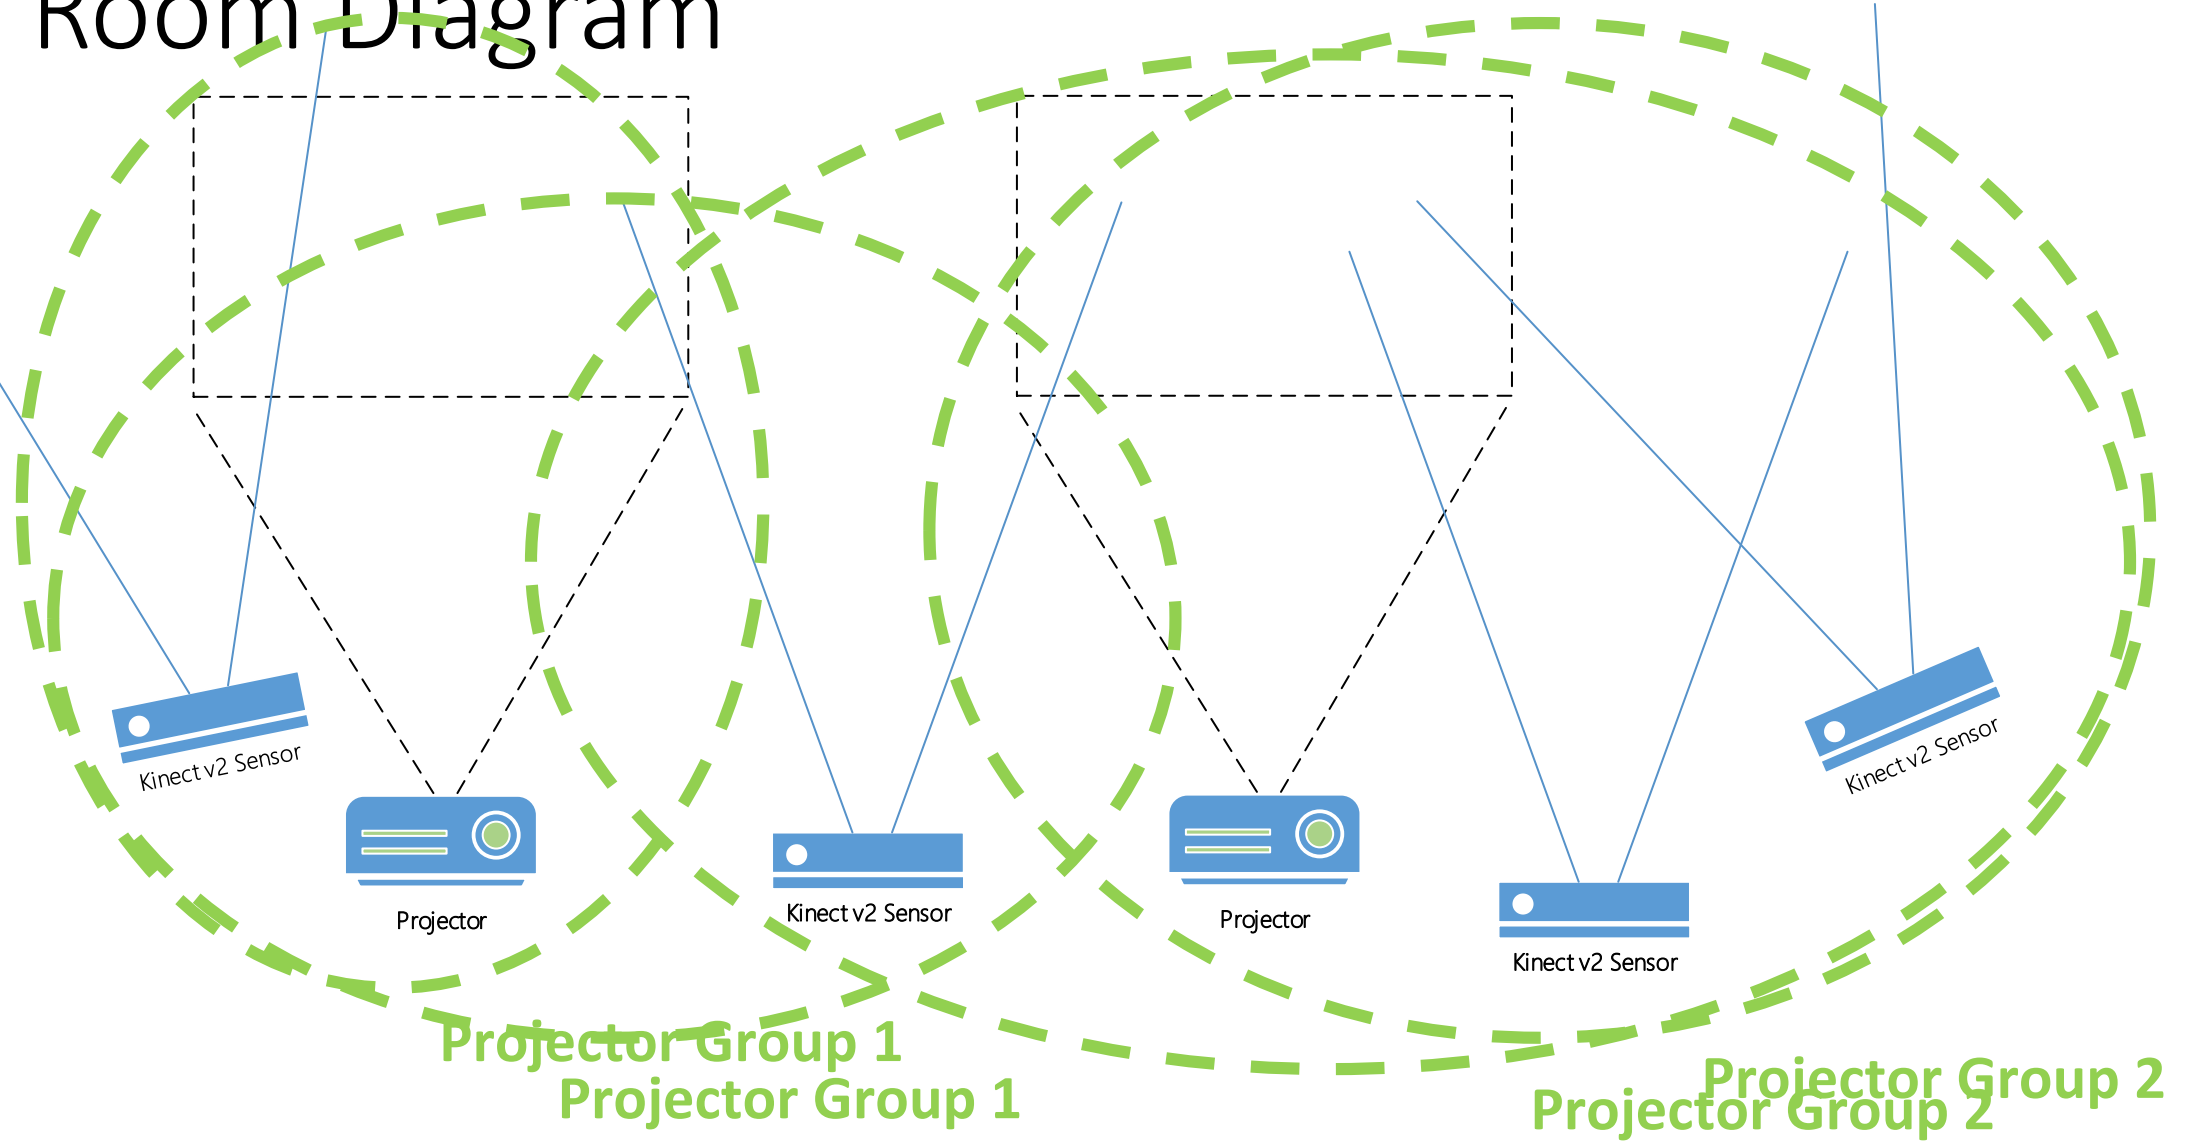 Room Diagram
Kinect v2 Sensor
Projector
Kinect v2 Sensor
Projector
Kinect v2 Sensor
Kinect v2 Sensor
Projector Group 1
Projector Group 1
Projector Group 2
Projector Group 2